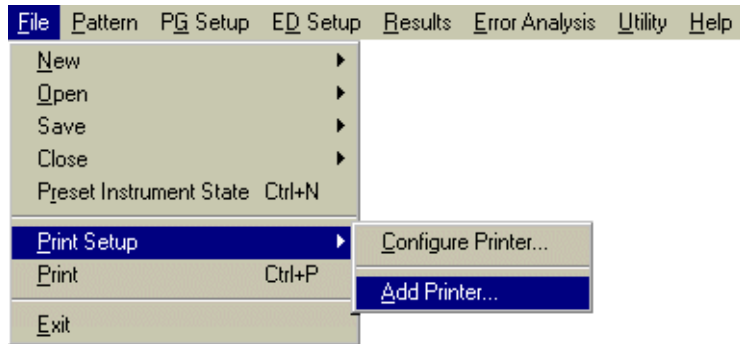 File Pattern PG Setup ED Setup Results Error Analysis Utility Help
New
Open
Save
Close
Preset Instrument State Ctrl+N
Print Setup
Configure Printer...
Print Ctrl+P
Add Printer...
Exit